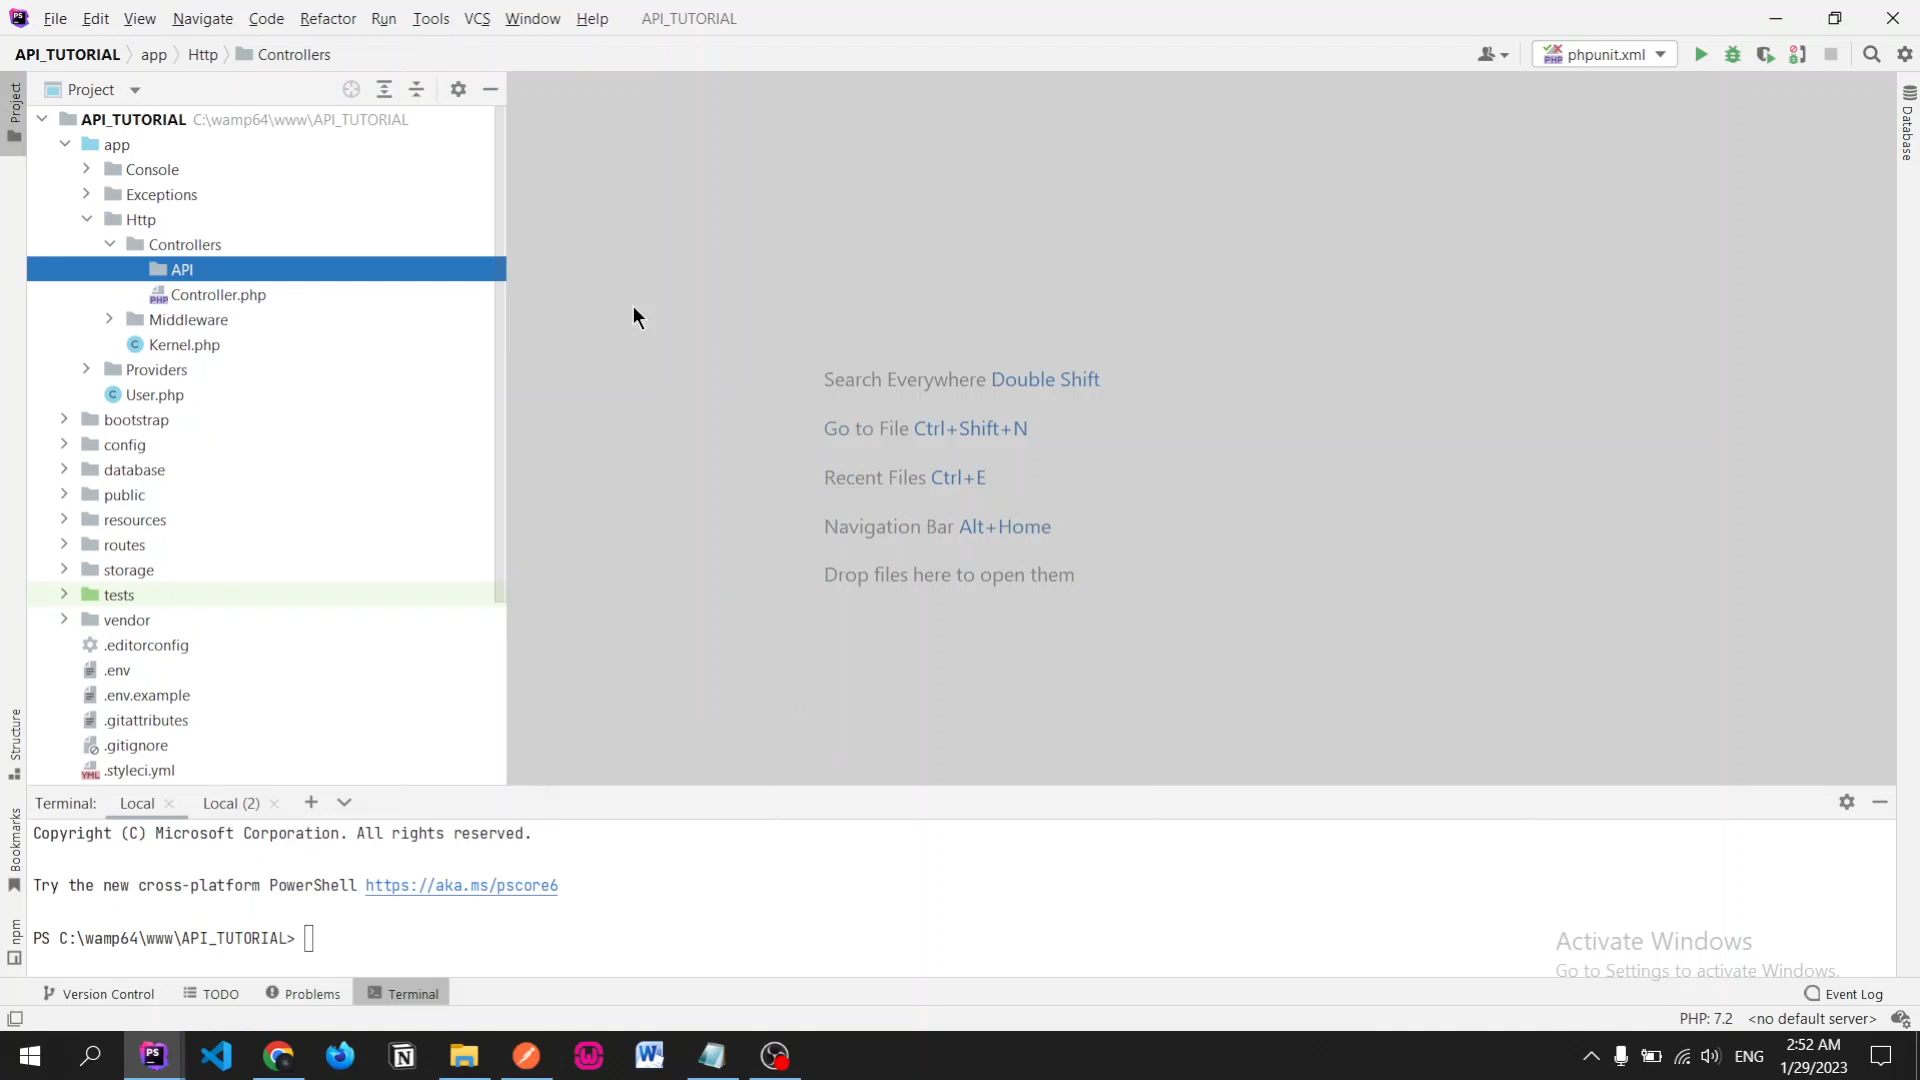 File Edit View Navigate Code Refactor Run Tools VCS Window Help API_TUTORIAL
API_TUTORIAL app Http Controllers
phpunit.xml
Project
Project
API_TUTORIAL C:\wamp64\www\API_TUTORIAL
app
Console
Exceptions
Http
Controllers
API
Controller.php
Middleware
Kernel.php
Providers
User.php
bootstrap
config
database
public
resources
routes
storage
tests
vendor
.editorconfig
.env
.env.example
.gitattributes
.gitignore
.styleci.yml
Search Everywhere Double Shift
Go to File Ctrl+Shift+N
Recent Files Ctrl+E
Navigation Bar Alt+Home
Drop files here to open them
Database
Structure
Bookmarks
npm
Terminal: Local Local (2)
Copyright (C) Microsoft Corporation. All rights reserved.
Try the new cross-platform PowerShell https://aka.ms/pscore6
PS C:\wamp64\www\API_TUTORIAL>
Activate Windows
Go to Settings to activate Windows.
Version Control TODO Problems Terminal Event Log
PHP: 7.2 <no default server>
ENG
2:52 AM
1/29/2023